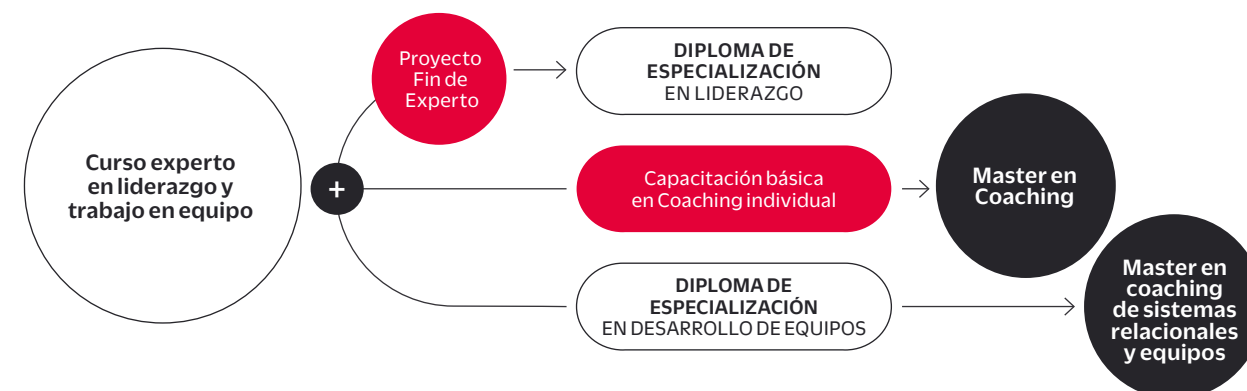 Curso experto
en liderazgo y
trabajo en equipo
+
Proyecto
Fin de
Experto
DIPLOMA DE
ESPECIALIZACIÓN
EN LIDERAZGO
Capacitación básica
en Coaching individual
Master en
Coaching
DIPLOMA DE
ESPECIALIZACIÓN
EN DESARROLLO DE EQUIPOS
Master en
coaching
de sistemas
relacionales
y equipos